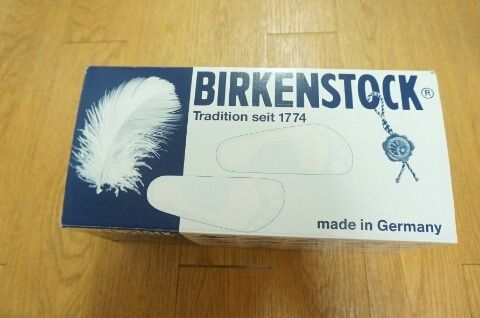 BIRKENSTOCK®
Tradition seit 1774
made in Germany